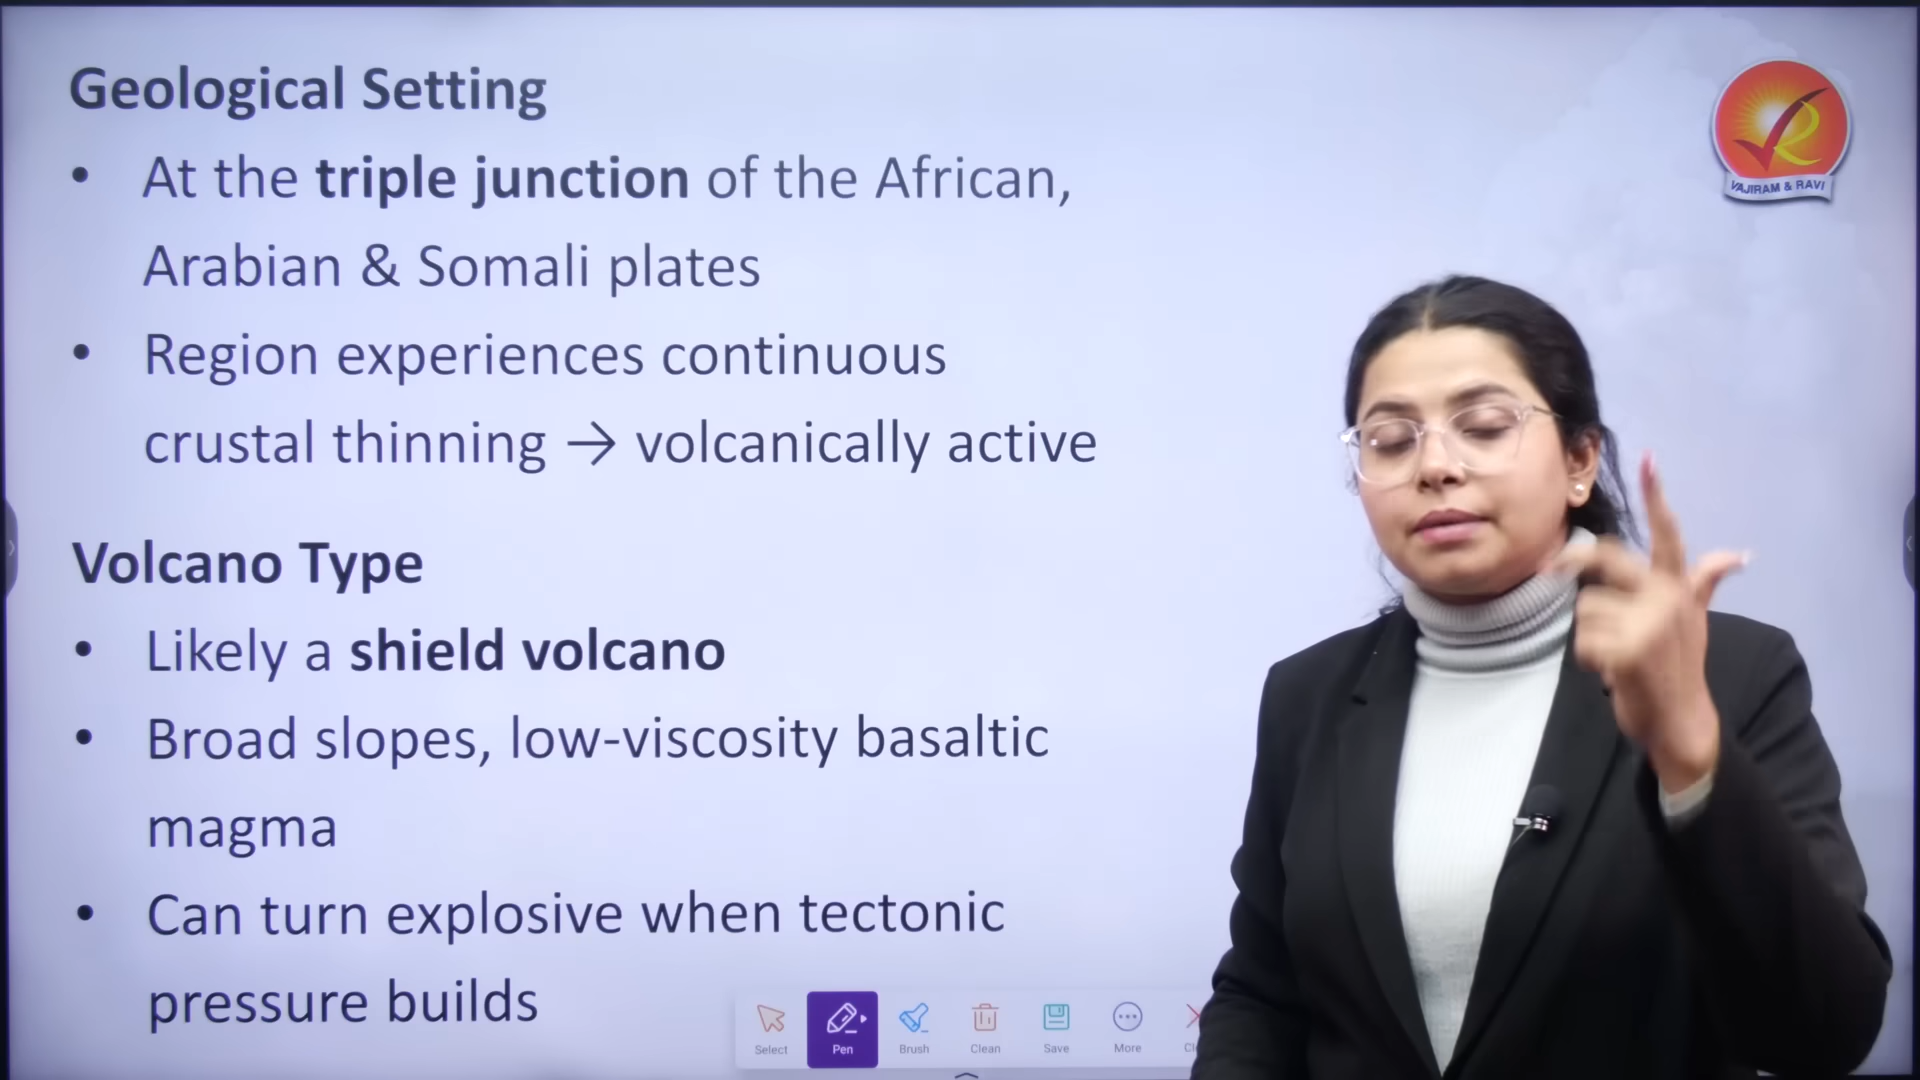 Geological Setting
• At the triple junction of the African,
Arabian & Somali plates
• Region experiences continuous
crustal thinning → volcanically active
Volcano Type
• Likely a shield volcano
• Broad slopes, low-viscosity basaltic
magma
• Can turn explosive when tectonic
pressure builds
VAJIRAM & RAVI
Select Pen Brush Clean Save More